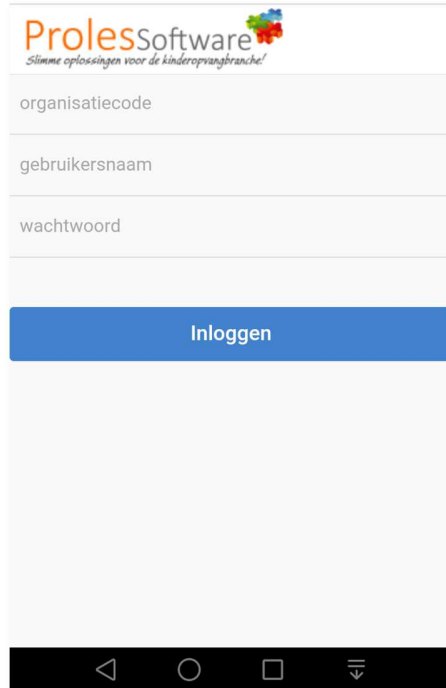 ProlesSoftware
Slimme oplossingen voor de kinderopvangbranche!
organisatiecode
gebruikersnaam
wachtwoord
Inloggen